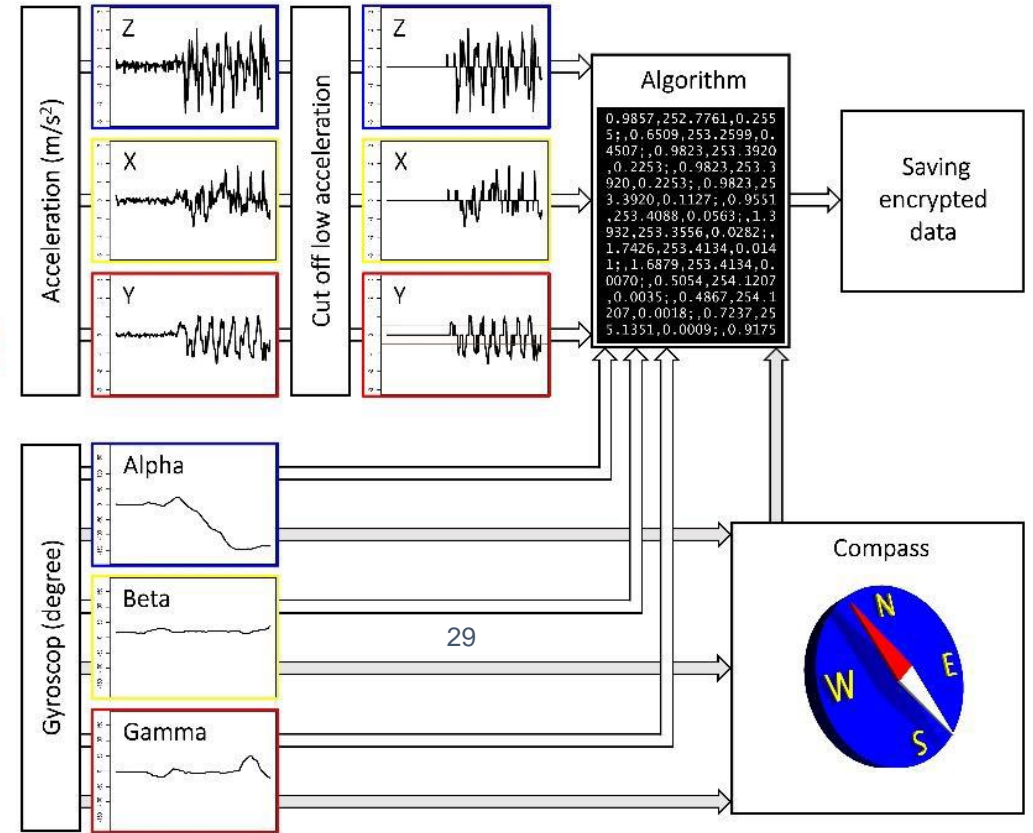 Acceleration (m/s²)
Z
X
Y
Cut off low acceleration
Z
X
Y
Algorithm
0.9857,252.7761,0.255
5;,0.6509,253.2599,0.
4507;,0.9823,253.3920
,0.2253;,0.9823,253.3
920,0.2253;,0.9823,25
3.3920,0.1127;,0.9551
,253.4088,0.0563;,1.3
932,253.3556,0.0282;,
1.7426,253.4134,0.014
1;,1.6879,253.4134,0.
0070;,0.5054,254.1207
,0.0035;,0.4867,254.1
207,0.0018;,0.7237,25
5.1351,0.0009;,0.9175
Saving
encrypted
data
Gyroscop (degree)
Alpha
Beta
Gamma
29
Compass
N
E
W
S